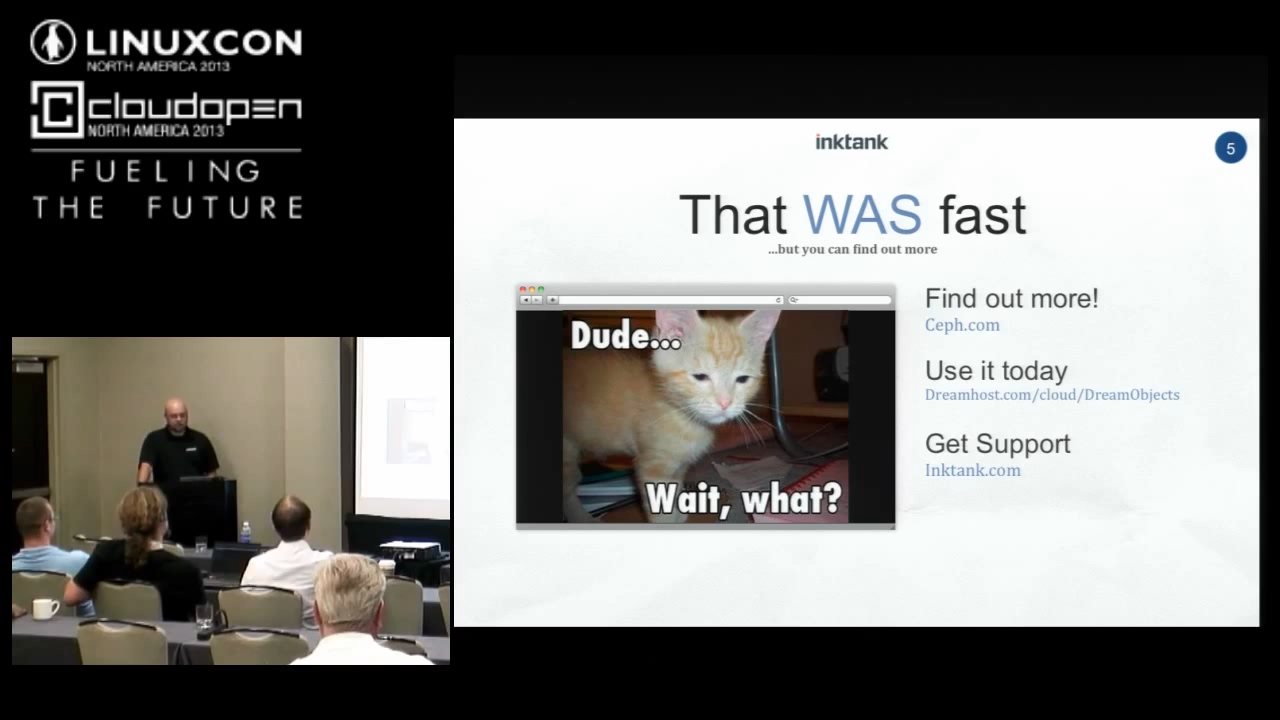 LINUXCON
NORTH AMERICA 2013
cloudopen
NORTH AMERICA 2013
FUELING
THE FUTURE
inktank
5
That WAS fast
...but you can find out more
Dude...
Wait, what?
Find out more!
Ceph.com
Use it today
Dreamhost.com/cloud/DreamObjects
Get Support
Inktank.com